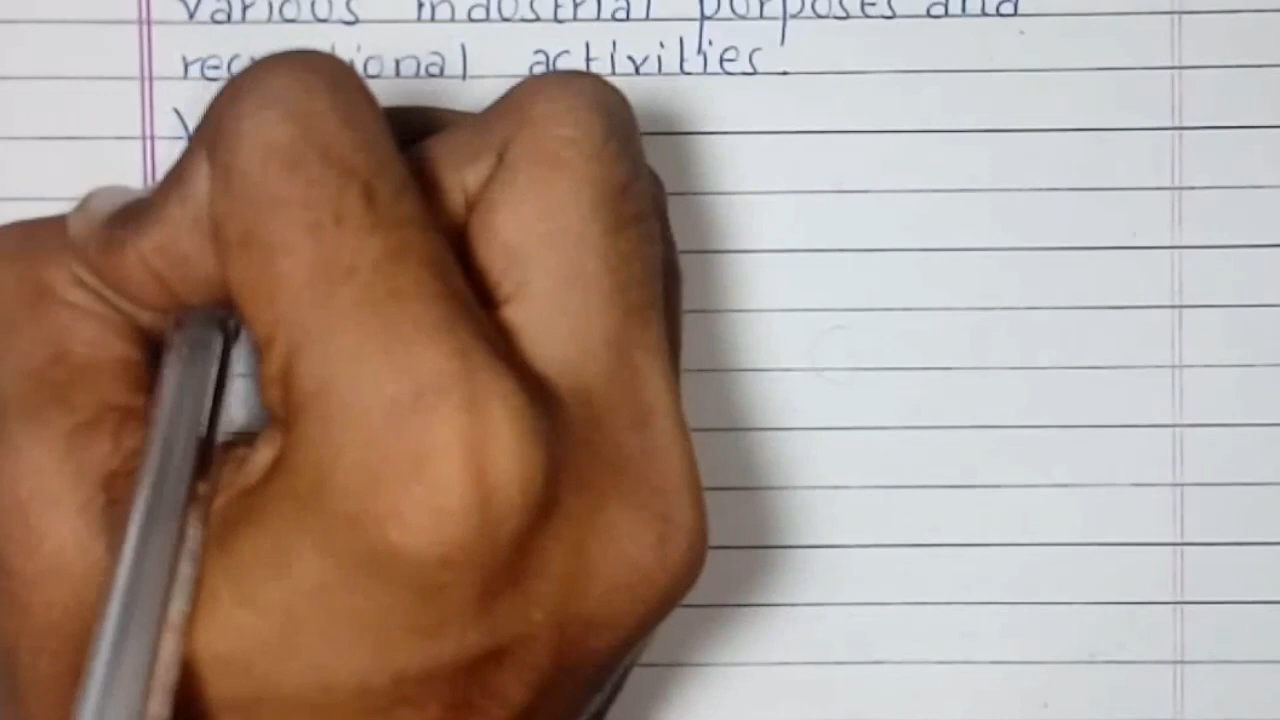 various industrial purposes and
activities.